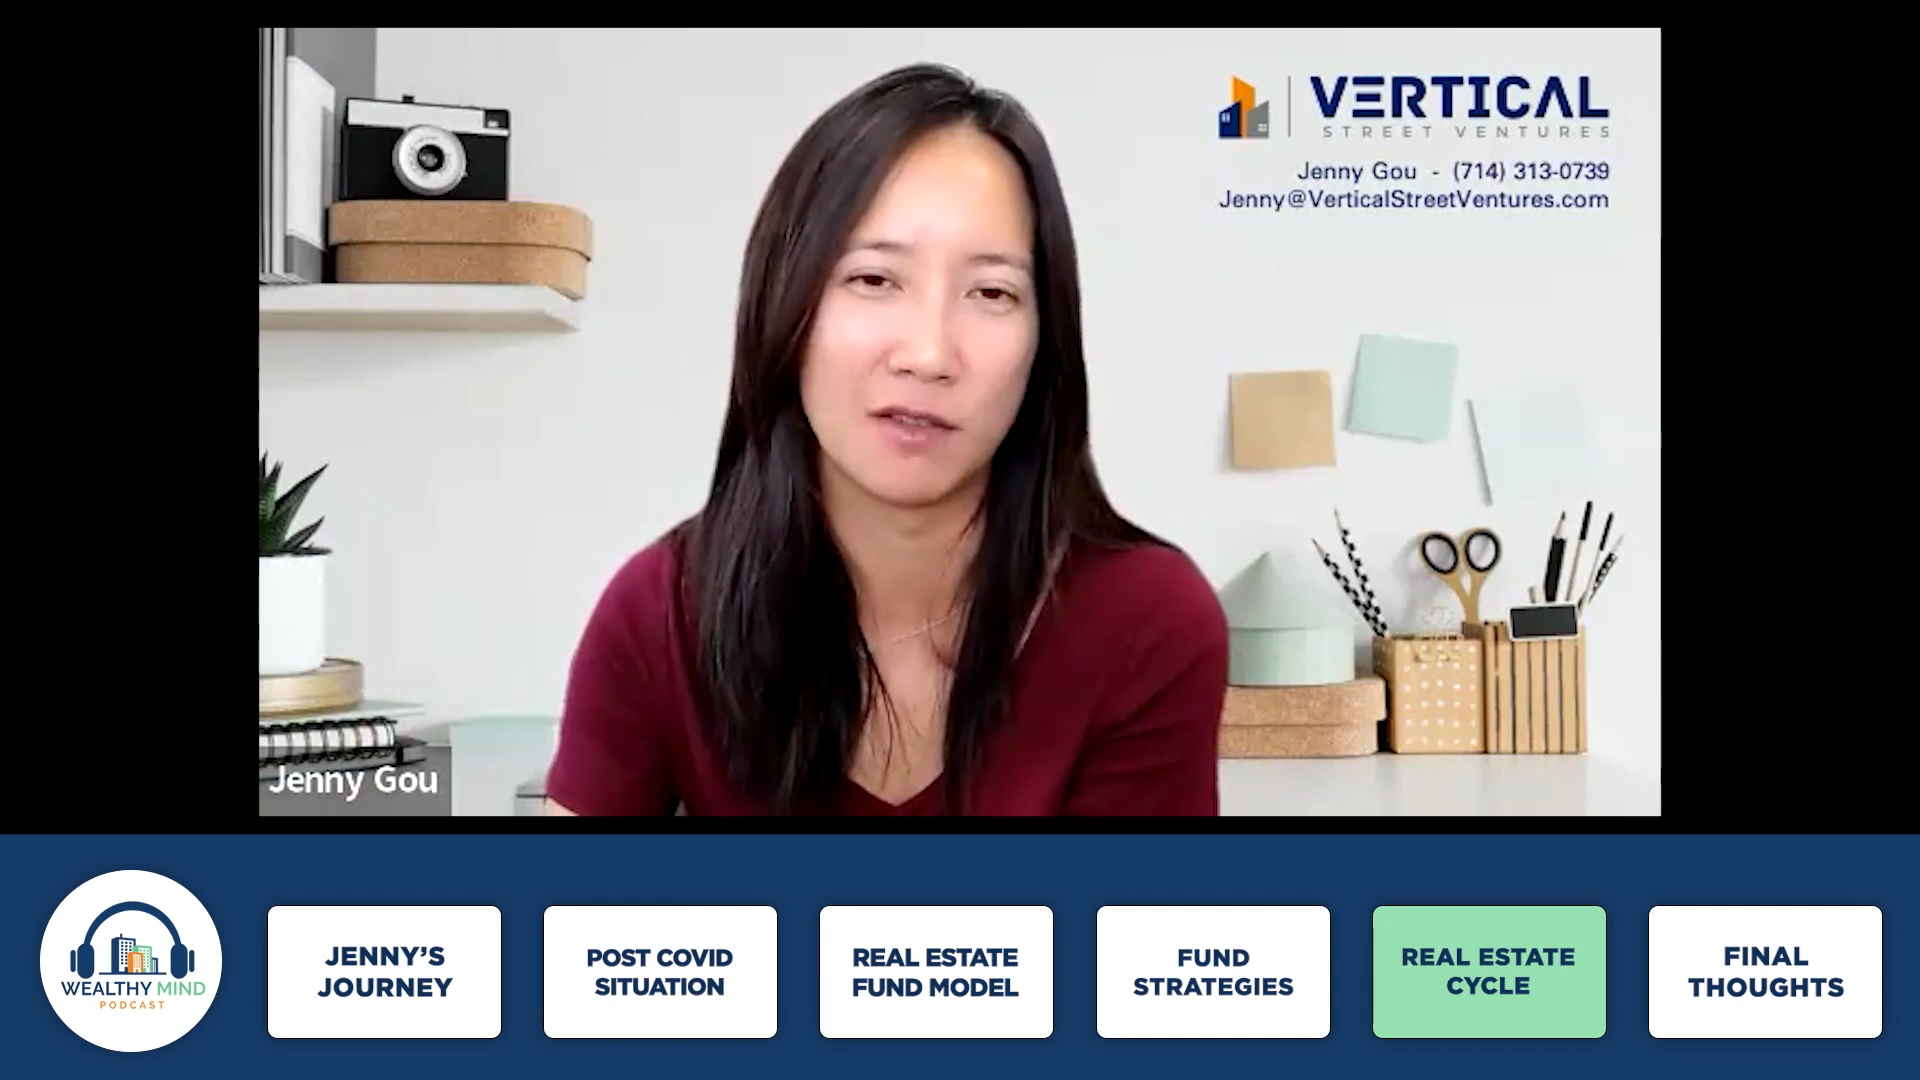 VERTICAL
STREET VENTURES
Jenny Gou - (714) 313-0739
Jenny@VerticalStreetVentures.com
Jenny Gou
WEALTHY MIND
PODCAST
JENNY'S
JOURNEY
POST COVID
SITUATION
REAL ESTATE
FUND MODEL
FUND
STRATEGIES
REAL ESTATE
CYCLE
FINAL
THOUGHTS